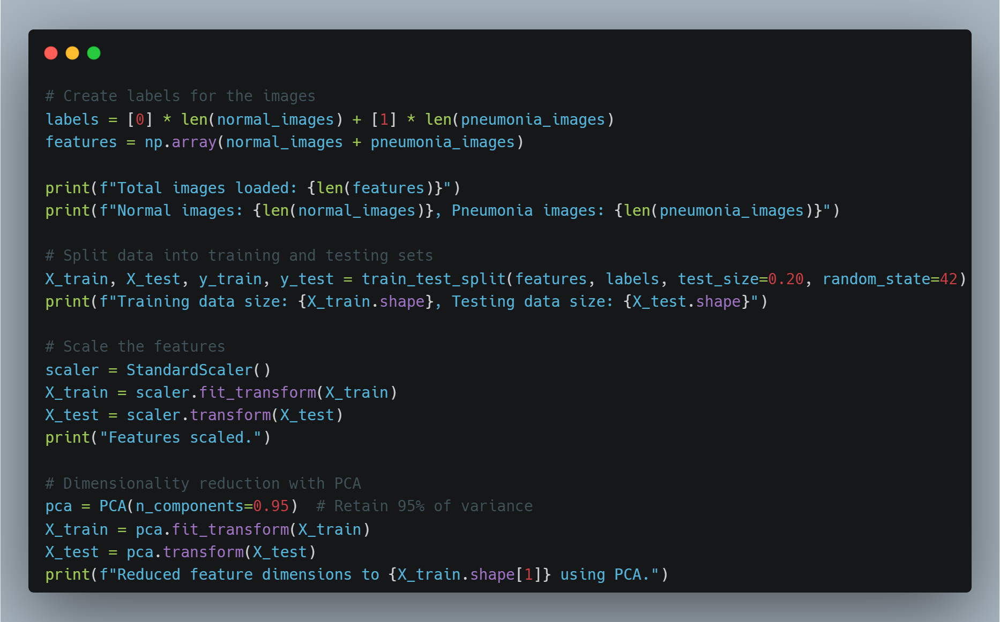 # Create labels for the images
labels = [0] * len(normal_images) + [1] * len(pneumonia_images)
features = np.array(normal_images + pneumonia_images)
print(f"Total images loaded: {len(features)}")
print(f"Normal images: {len(normal_images)}, Pneumonia images: {len(pneumonia_images)}")
# Split data into training and testing sets
X_train, X_test, y_train, y_test = train_test_split(features, labels, test_size=0.20, random_state=42)
print(f"Training data size: {X_train.shape}, Testing data size: {X_test.shape}")
# Scale the features
scaler = StandardScaler()
X_train = scaler.fit_transform(X_train)
X_test = scaler.transform(X_test)
print("Features scaled.")
# Dimensionality reduction with PCA
pca = PCA(n_components=0.95)  # Retain 95% of variance
X_train = pca.fit_transform(X_train)
X_test = pca.transform(X_test)
print(f"Reduced feature dimensions to {X_train.shape[1]} using PCA.")